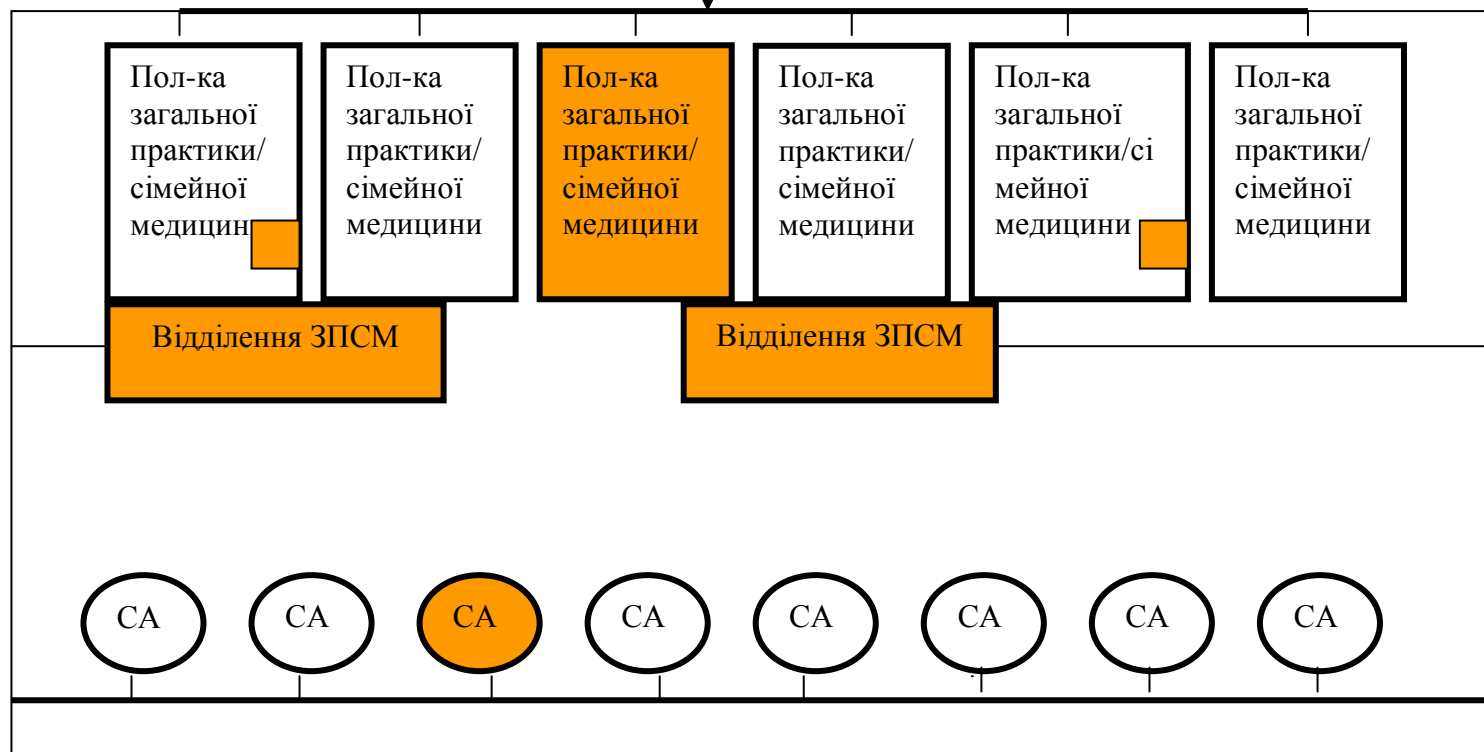 Пол-ка
загальної
практики/
сімейної
медицин
Пол-ка
загальної
практики/
сімейної
медицини
Пол-ка
загальної
практики/
сімейної
медицини
Пол-ка
загальної
практики/
сімейної
медицини
Пол-ка
загальної
практики/сі
мейної
медицини
Пол-ка
загальної
практики/
сімейної
медицини
Відділення ЗПСМ
Відділення ЗПСМ
СА
СА
СА
СА
СА
СА
СА
СА